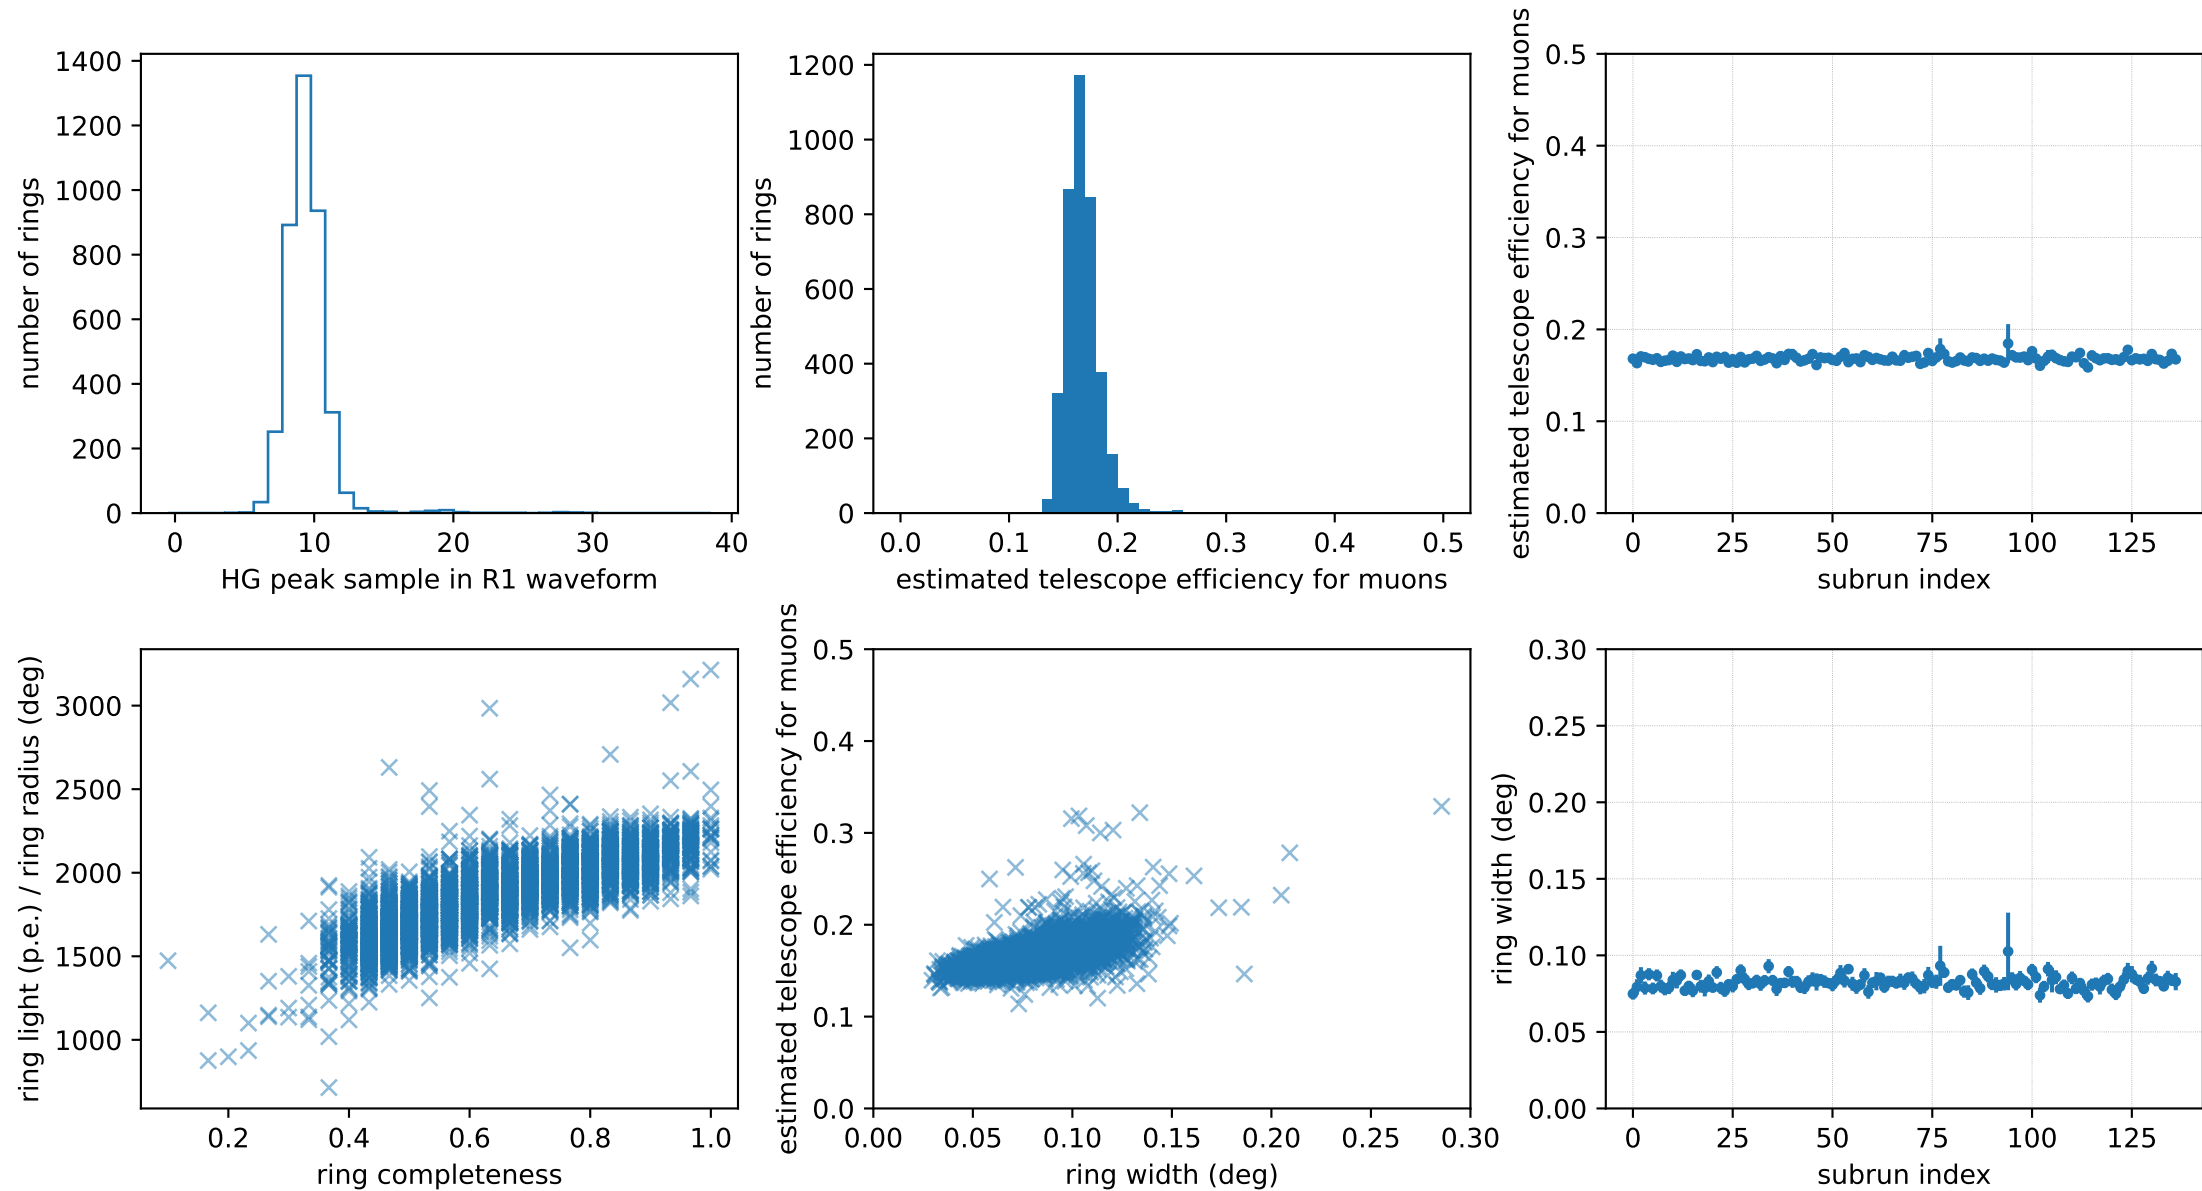 number of rings
1400
1200
1000
800
600
400
200
0
0 10 20 30 40
HG peak sample in R1 waveform
number of rings
1200
1000
800
600
400
200
0
0.0 0.1 0.2 0.3 0.4 0.5
estimated telescope efficiency for muons
estimated telescope efficiency for muons
0.5
0.4
0.3
0.2
0.1
0.0
0 25 50 75 100 125
subrun index
ring light (p.e.) / ring radius (deg)
3000
2500
2000
1500
1000
0.2 0.4 0.6 0.8 1.0
ring completeness
estimated telescope efficiency for muons
0.5
0.4
0.3
0.2
0.1
0.0
0.00 0.05 0.10 0.15 0.20 0.25 0.30
ring width (deg)
ring width (deg)
0.30
0.25
0.20
0.15
0.10
0.05
0.00
0 25 50 75 100 125
subrun index